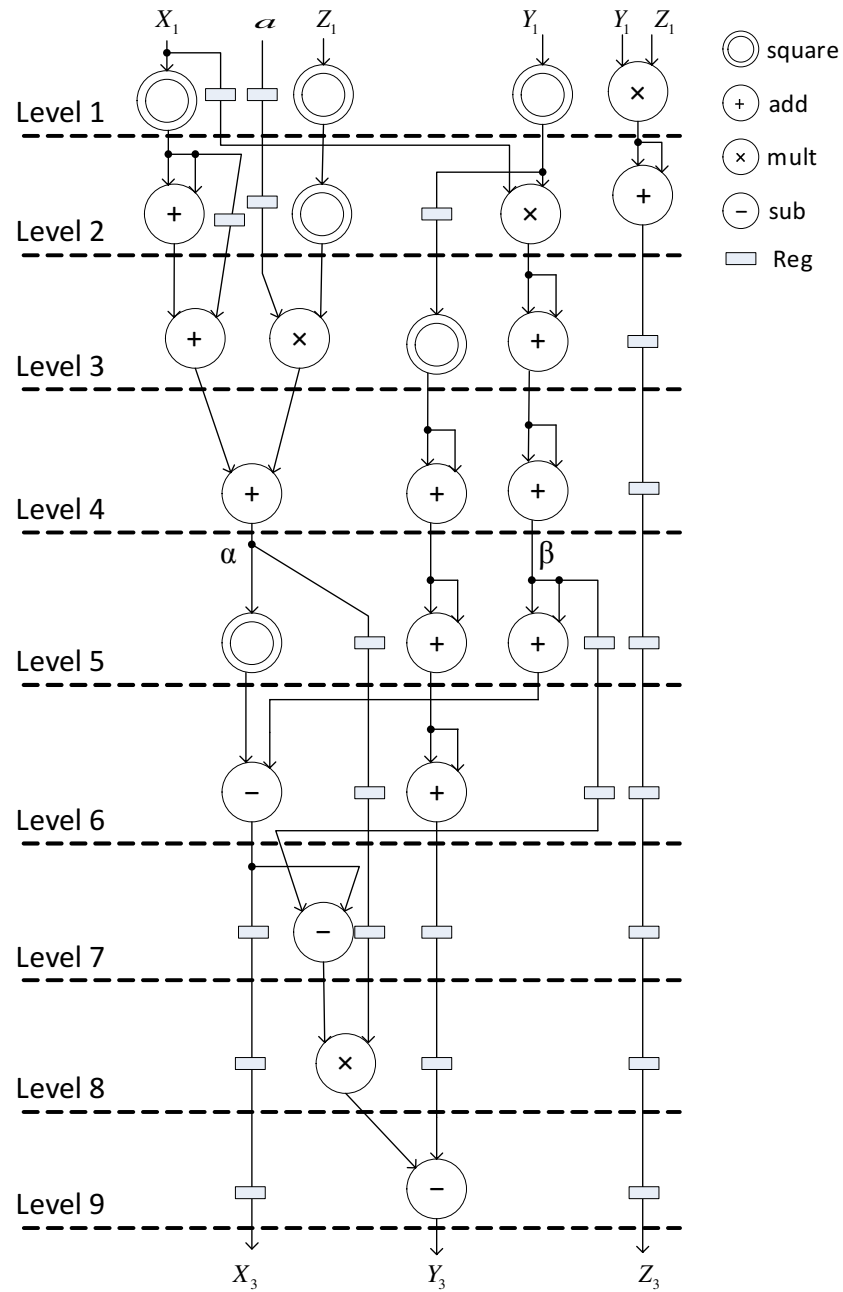 X₁ a Z₁ Y₁ Y₁ Z₁
square
Level 1 × + add
× mult
Level 2 + × + − sub
Reg
Level 3 + × +
Level 4 + + +
α β
Level 5 + +
Level 6 − +
Level 7 −
Level 8 ×
Level 9 −
X₃ Y₃ Z₃